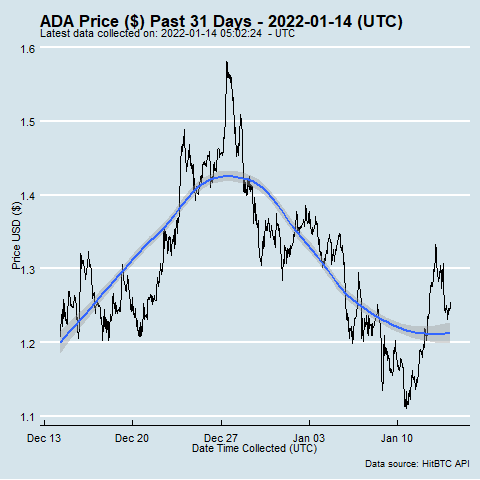 ADA Price ($) Past 31 Days - 2022-01-14 (UTC)
Latest data collected on: 2022-01-14 05:02:24 - UTC
1.6
1.5
1.4
1.3
1.2
1.1
Price USD ($)
Dec 13 Dec 20 Dec 27 Jan 03 Jan 10
Date Time Collected (UTC)
Data source: HitBTC API